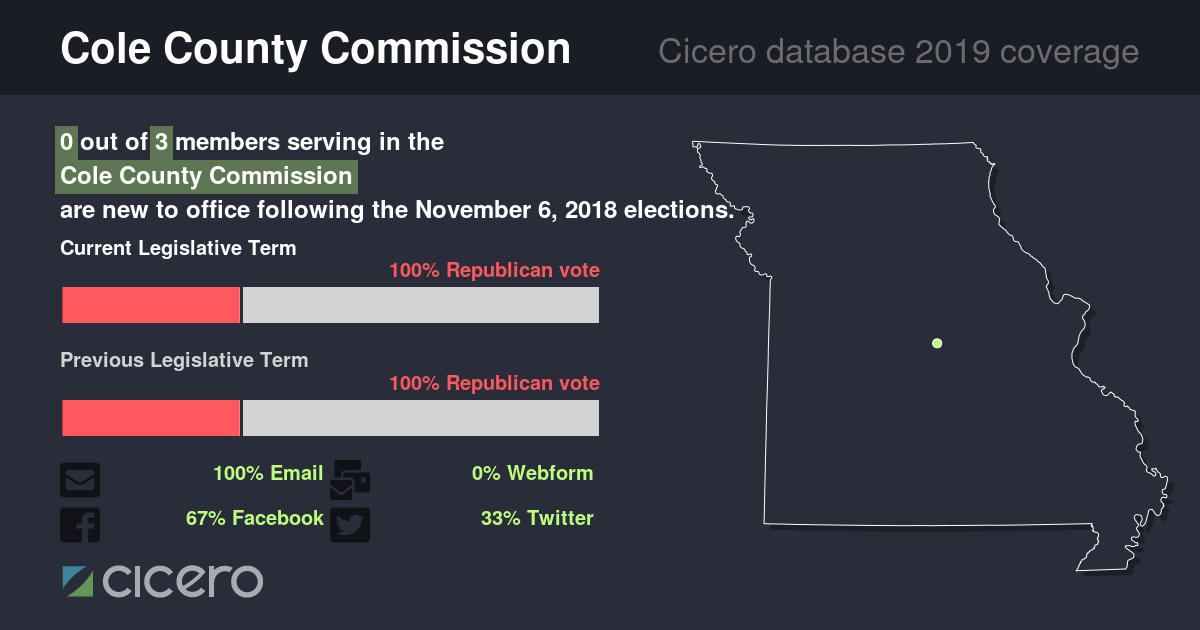 Cole County Commission
Cicero database 2019 coverage
0 out of 3 members serving in the
Cole County Commission
are new to office following the November 6, 2018 elections.
Current Legislative Term
100% Republican vote
Previous Legislative Term
100% Republican vote
100% Email
0% Webform
67% Facebook
33% Twitter
cicero